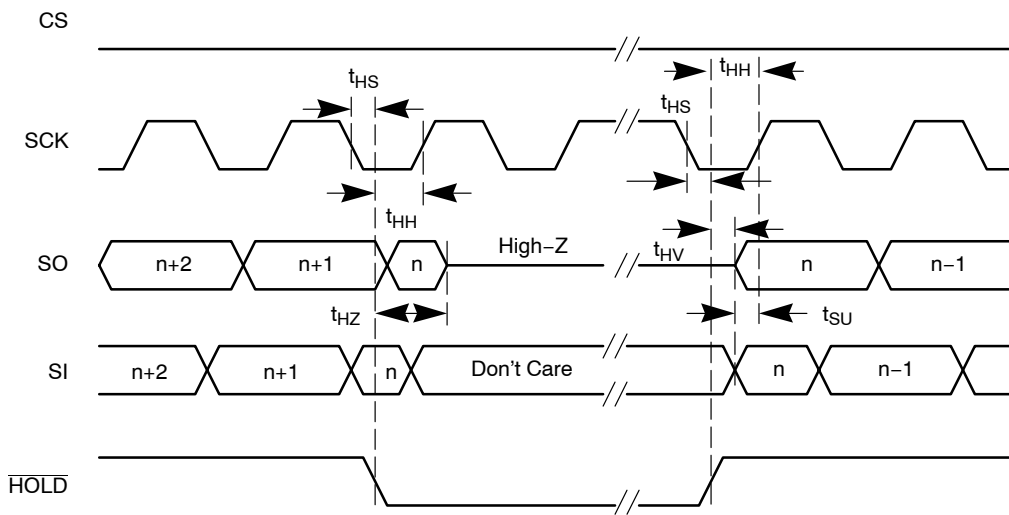 CS
tHH
tHS
tHS
SCK
tHH
High−Z
SO n+2 n+1 n tHV n n−1
tHZ tSU
SI n+2 n+1 n Don't Care n n−1
HOLD